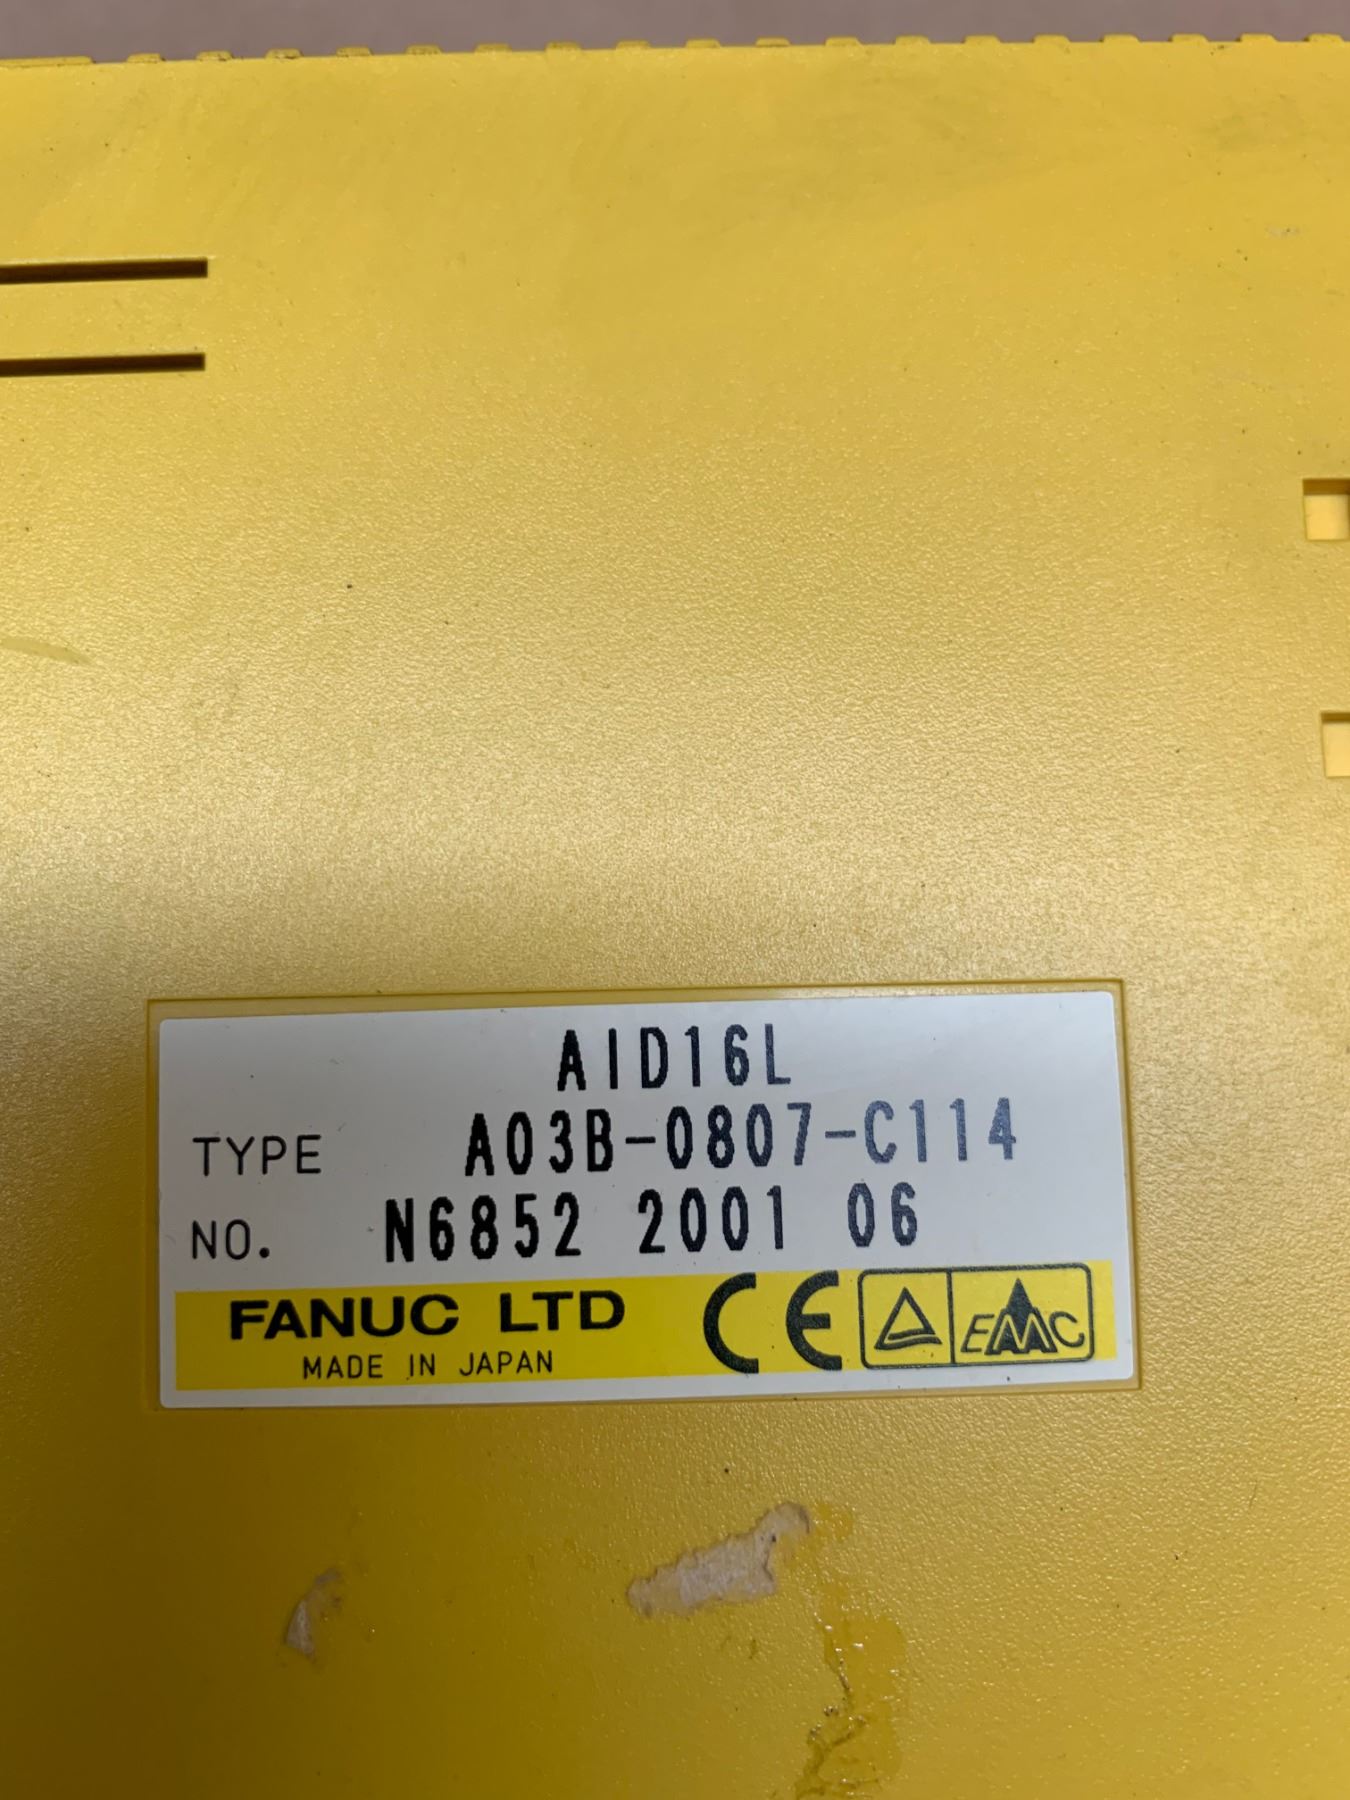 AID16L
TYPE A03B-0807-C114
NO. N6852 2001 06
FANUC LTD
MADE IN JAPAN
CE
EMC